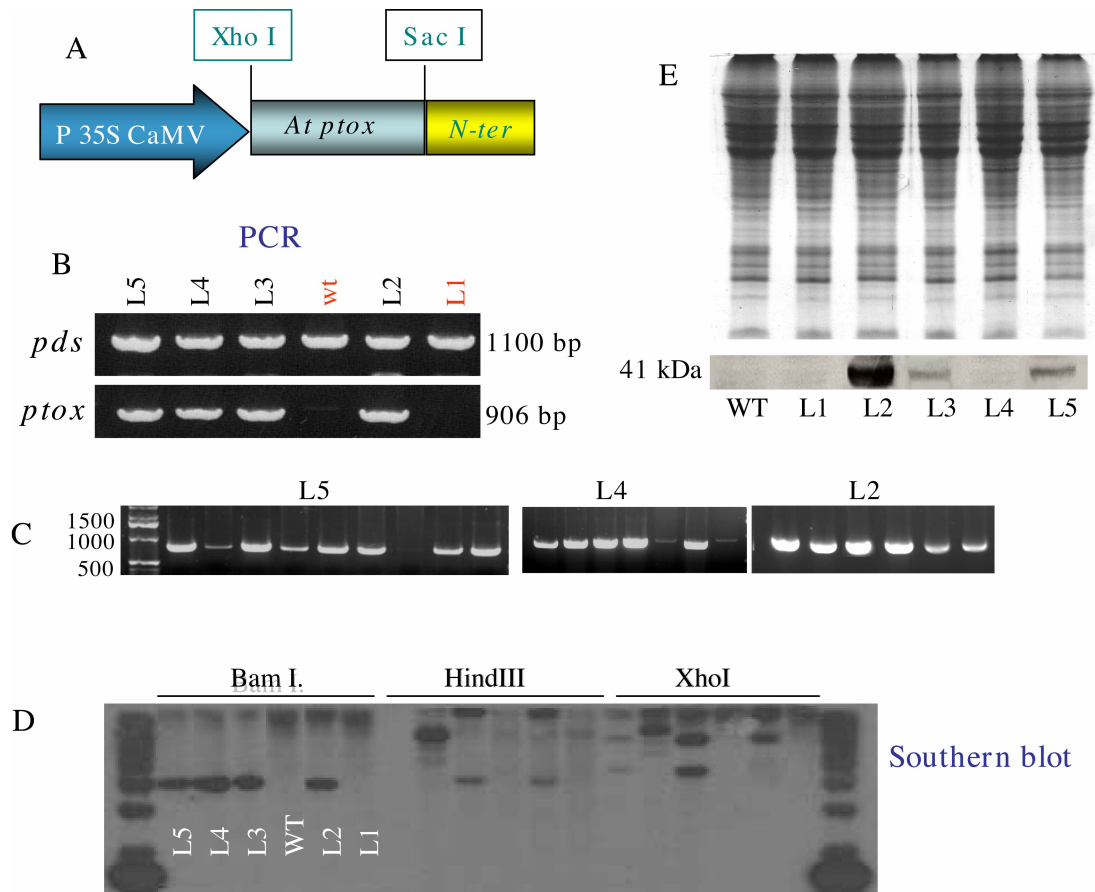 A
Xho I
Sac I
P 35S CaMV
At ptox
N-ter
PCR
B
L5 L4 L3 wt L2 L1
pds
1100 bp
ptox
906 bp
E
41 kDa
WT L1 L2 L3 L4 L5
C
L5
L4
L2
1500
1000
500
D
Bam I.
HindIII
XhoI
L5 L4 L3 WT L2 L1
Southern blot